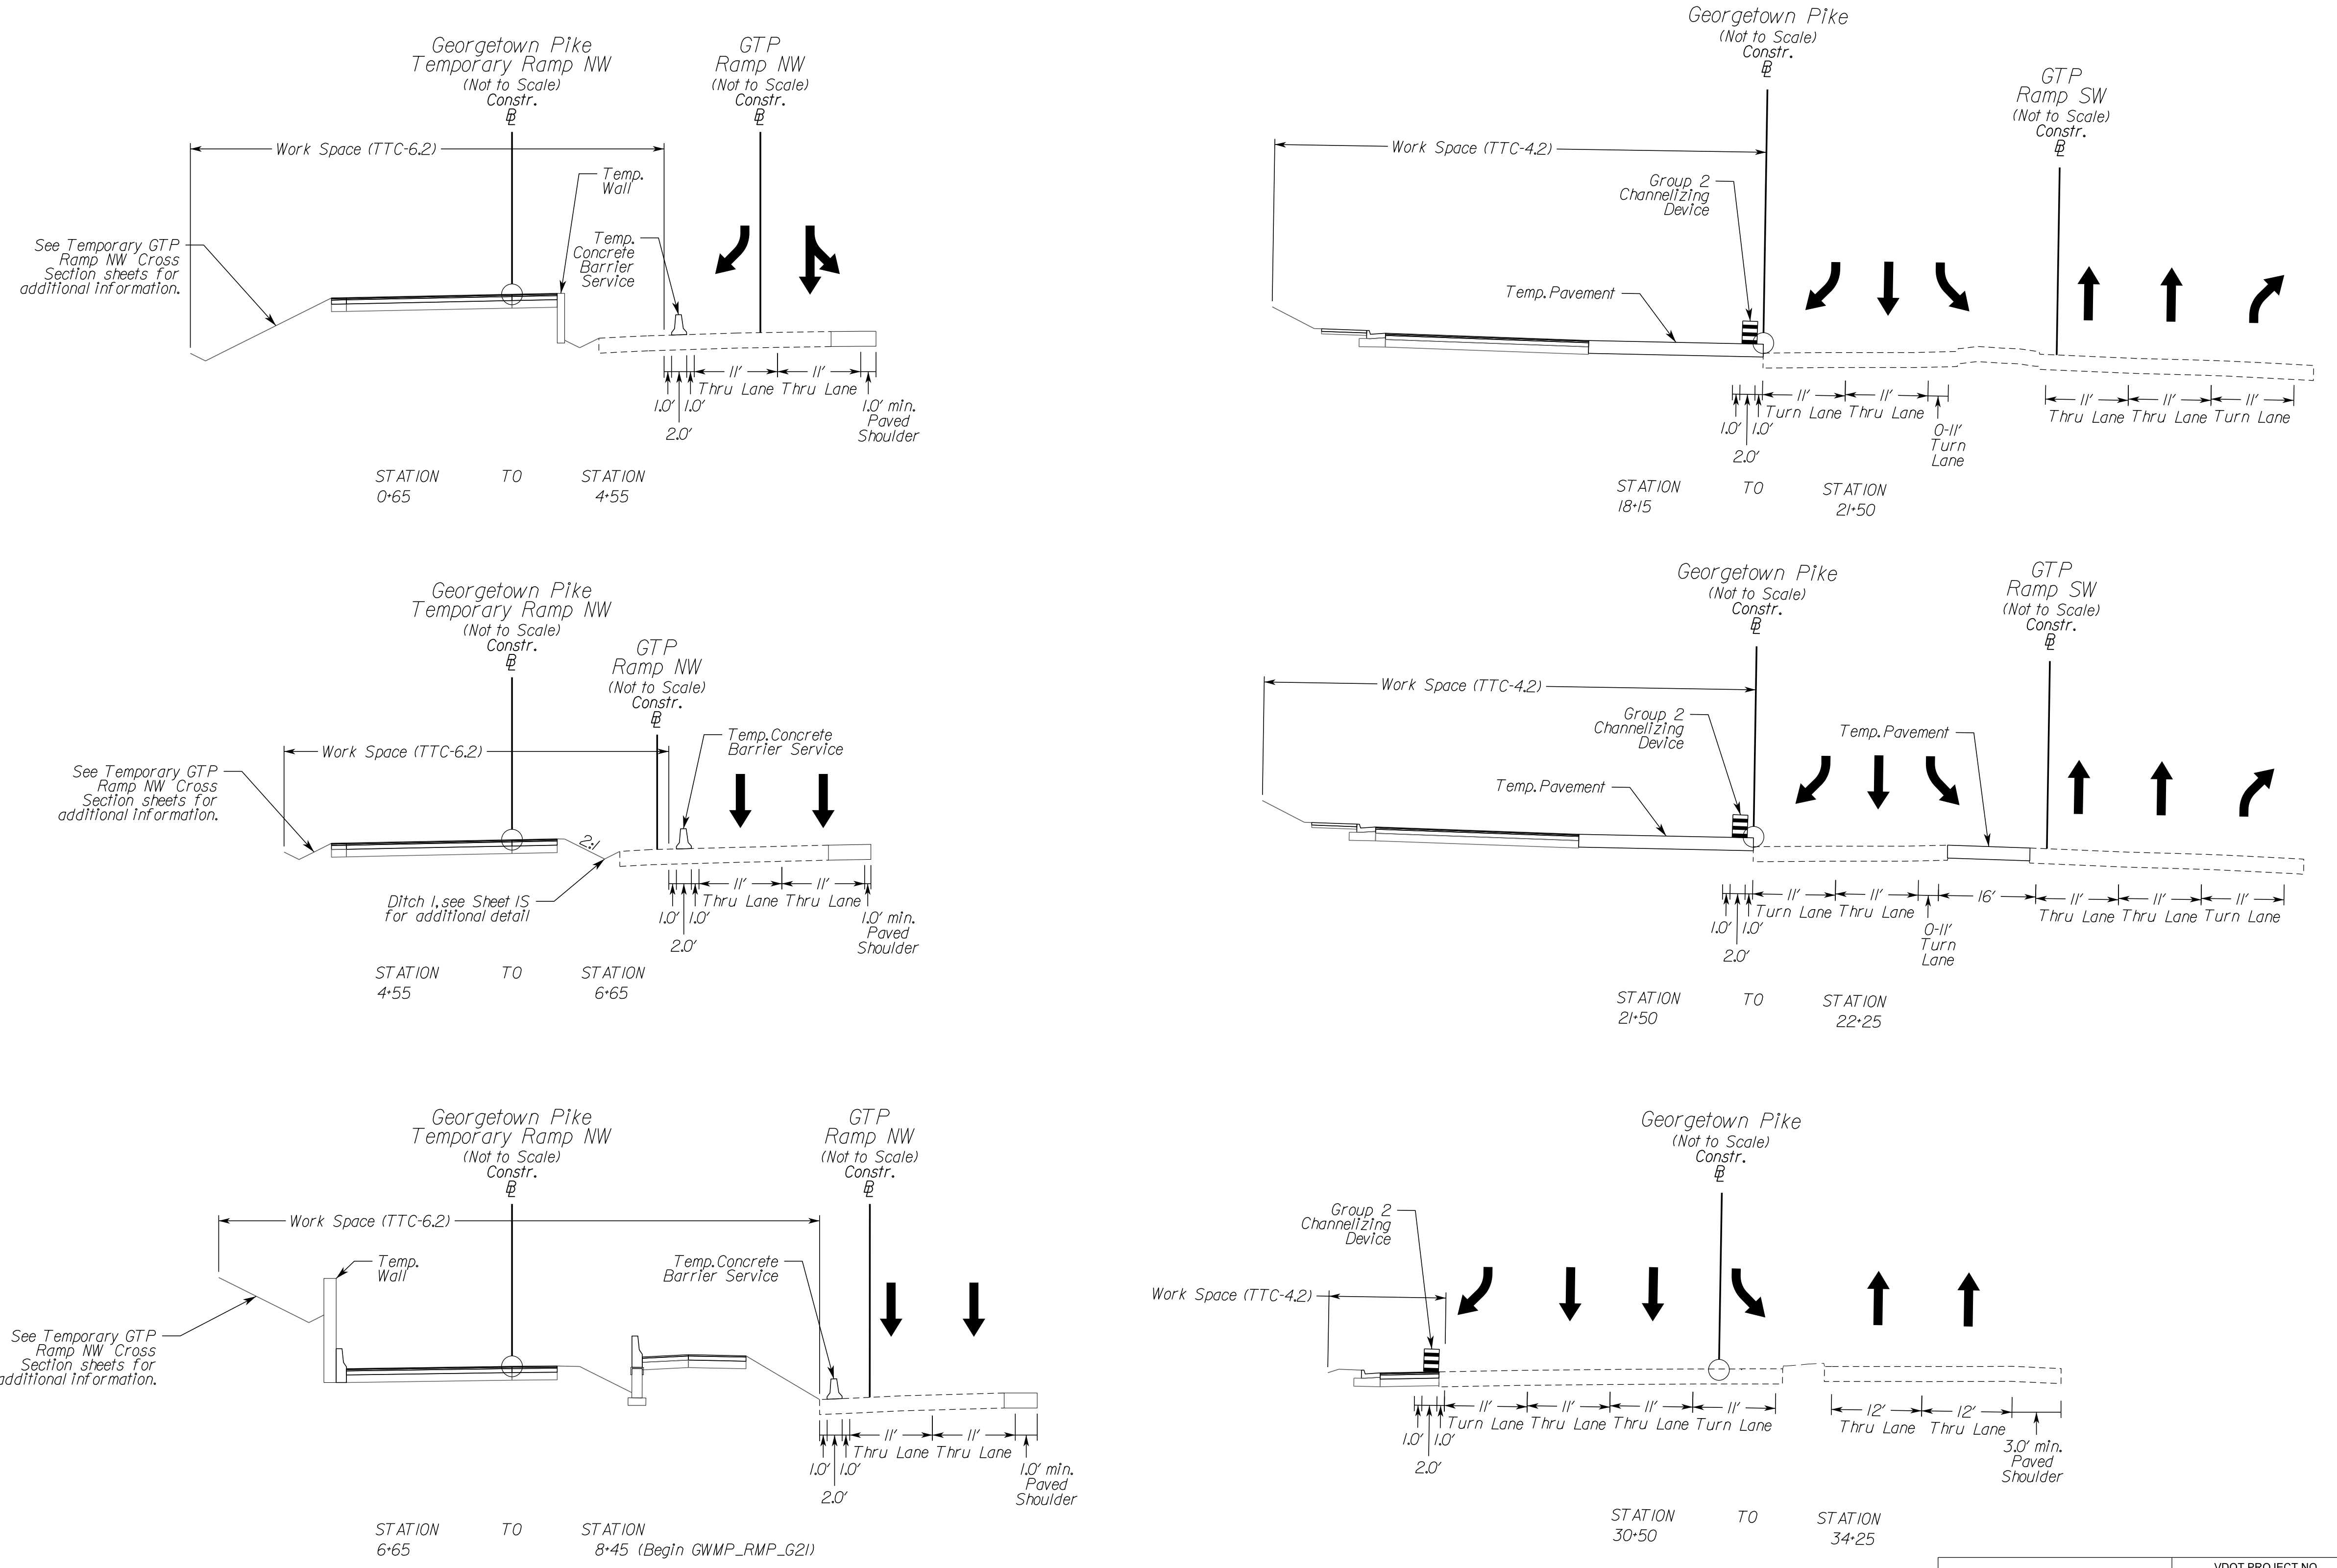 Georgetown Pike
Temporary Ramp NW
(Not to Scale)
Constr.
BL
GTP
Ramp NW
(Not to Scale)
Constr.
BL
Work Space (TTC-6.2)
Temp.
Wall
See Temporary GTP
Ramp NW Cross
Section sheets for
additional information.
Temp.
Concrete
Barrier
Service
11' 11'
Thru Lane Thru Lane
1.0' 1.0'
2.0'
1.0' min.
Paved
Shoulder
STATION TO STATION
0+65 4+55
Georgetown Pike
Temporary Ramp NW
(Not to Scale)
Constr.
BL
GTP
Ramp NW
(Not to Scale)
Constr.
BL
Work Space (TTC-6.2)
Temp. Concrete
Barrier Service
See Temporary GTP
Ramp NW Cross
Section sheets for
additional information.
2:1
Ditch 1, see Sheet 1S
for additional detail
11' 11'
Thru Lane Thru Lane
1.0' 1.0'
2.0'
1.0' min.
Paved
Shoulder
STATION TO STATION
4+55 6+65
Georgetown Pike
Temporary Ramp NW
(Not to Scale)
Constr.
BL
GTP
Ramp NW
(Not to Scale)
Constr.
BL
Work Space (TTC-6.2)
Temp.
Wall
Temp. Concrete
Barrier Service
See Temporary GTP
Ramp NW Cross
Section sheets for
additional information.
11' 11'
Thru Lane Thru Lane
1.0' 1.0'
2.0'
1.0' min.
Paved
Shoulder
STATION TO STATION
6+65 8+45 (Begin GWMP_RMP_G21)
Georgetown Pike
(Not to Scale)
Constr.
BL
GTP
Ramp SW
(Not to Scale)
Constr.
BL
Work Space (TTC-4.2)
Group 2
Channelizing
Device
Temp. Pavement
11' 11' 11' 11' 11'
Turn Lane Thru Lane Thru Lane Thru Lane Turn Lane
1.0' 1.0'
2.0'
0-11'
Turn
Lane
STATION TO STATION
18+15 21+50
Georgetown Pike
(Not to Scale)
Constr.
BL
GTP
Ramp SW
(Not to Scale)
Constr.
BL
Work Space (TTC-4.2)
Group 2
Channelizing
Device
Temp. Pavement
Temp. Pavement
11' 11' 16' 11' 11' 11'
Turn Lane Thru Lane Thru Lane Thru Lane Turn Lane
1.0' 1.0'
2.0'
0-11'
Turn
Lane
STATION TO STATION
21+50 22+25
Georgetown Pike
(Not to Scale)
Constr.
BL
Group 2
Channelizing
Device
Work Space (TTC-4.2)
11' 11' 11' 11' 12' 12'
Turn Lane Thru Lane Thru Lane Turn Lane Thru Lane Thru Lane
1.0' 1.0'
2.0'
3.0' min.
Paved
Shoulder
STATION TO STATION
30+50 34+25
VDOT PROJECT NO.